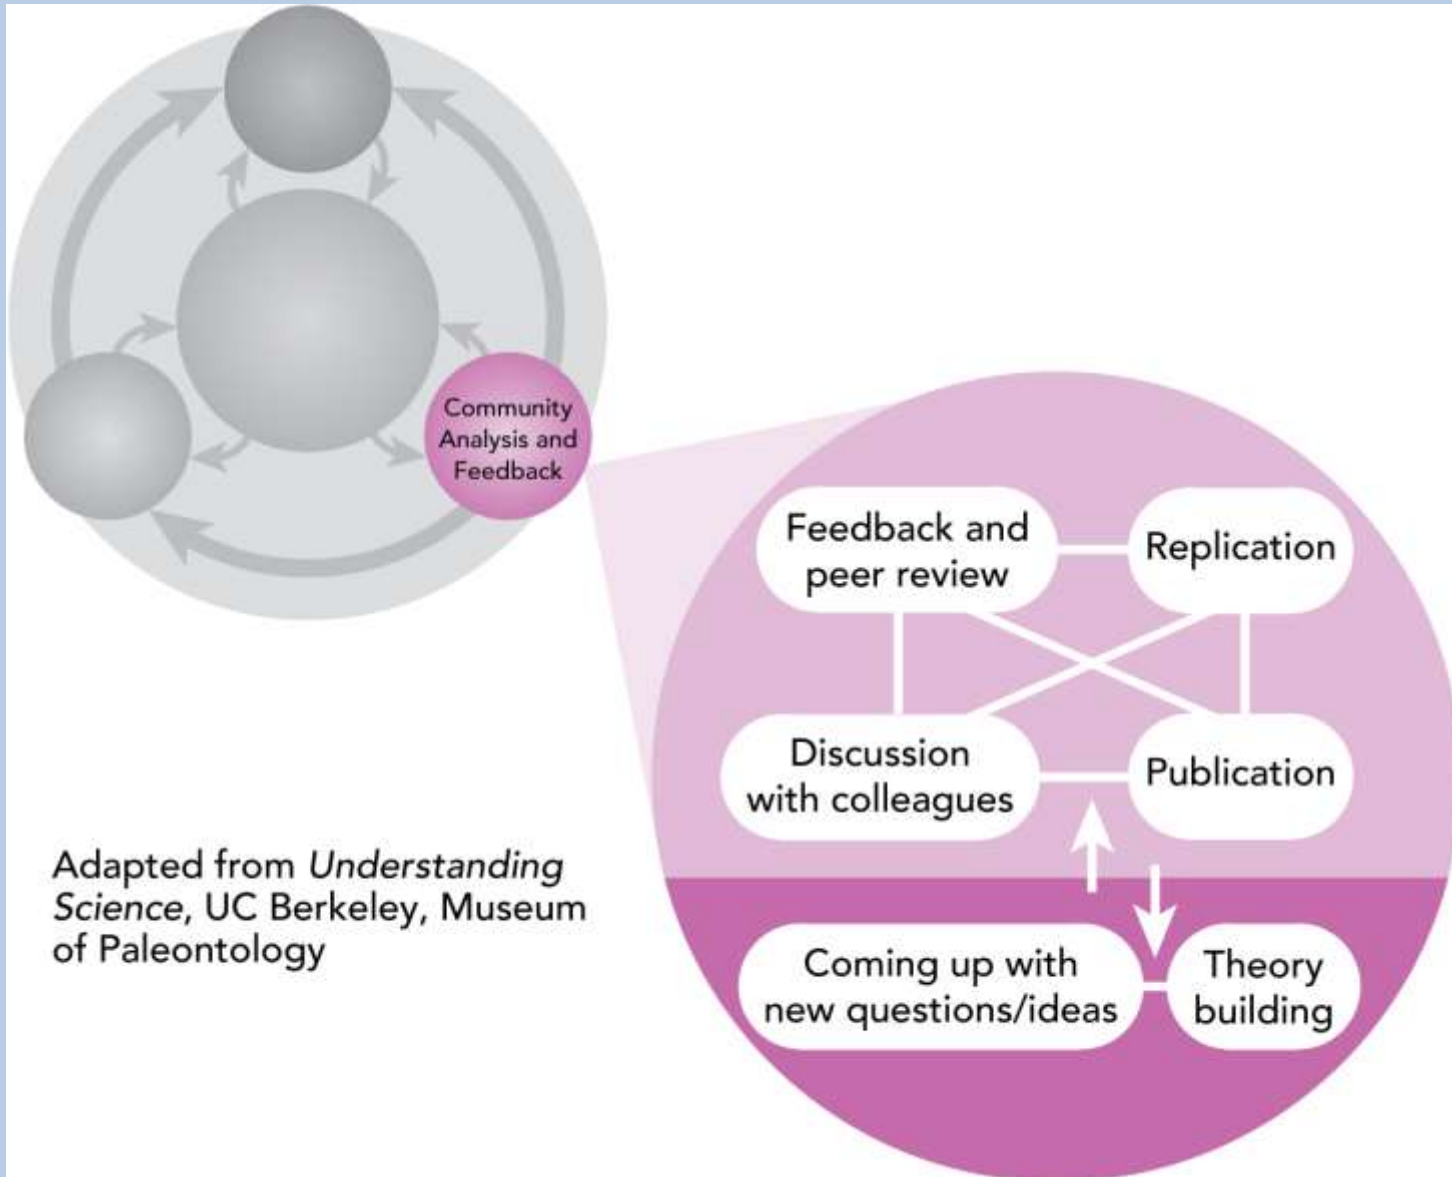 Community
Analysis and
Feedback
Feedback and
peer review
Replication
Discussion
with colleagues
Publication
Adapted from Understanding
Science, UC Berkeley, Museum
of Paleontology
Coming up with
new questions/ideas
Theory
building